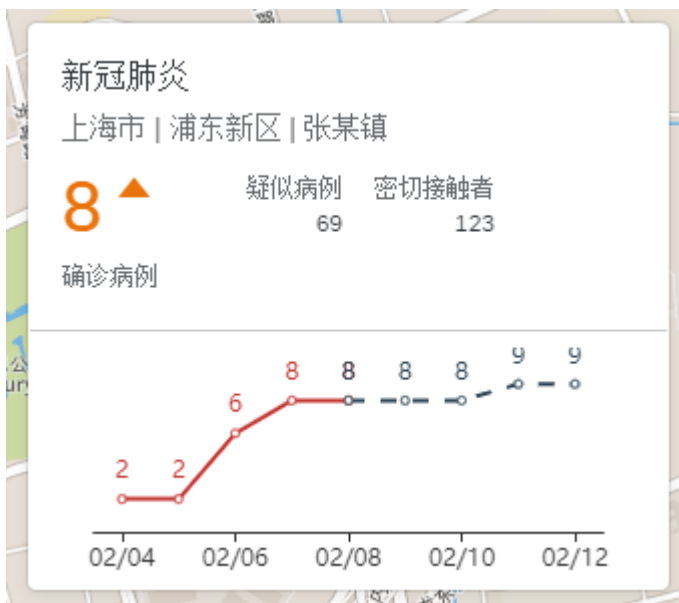 新冠肺炎
上海市 | 浦东新区 | 张某镇
8
疑似病例 密切接触者
69 123
确诊病例
2 2 6 8 8 8 8 9 9
02/04 02/06 02/08 02/10 02/12